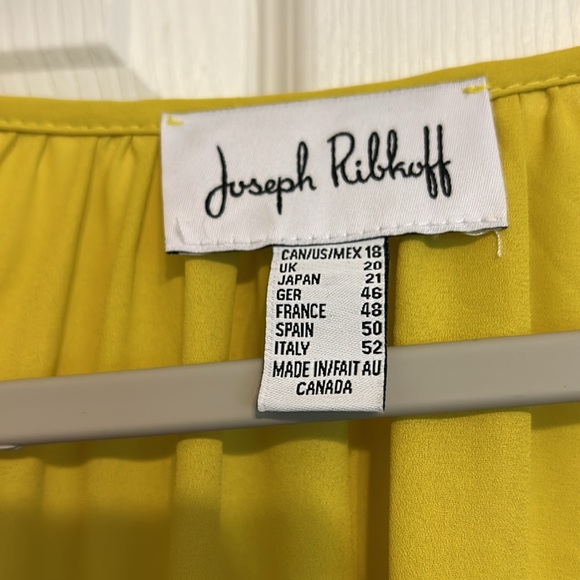 Joseph Ribkoff
CAN/US/MEX 18
UK 20
JAPAN 21
GER 46
FRANCE 48
SPAIN 50
ITALY 52
MADE IN/FAIT AU
CANADA